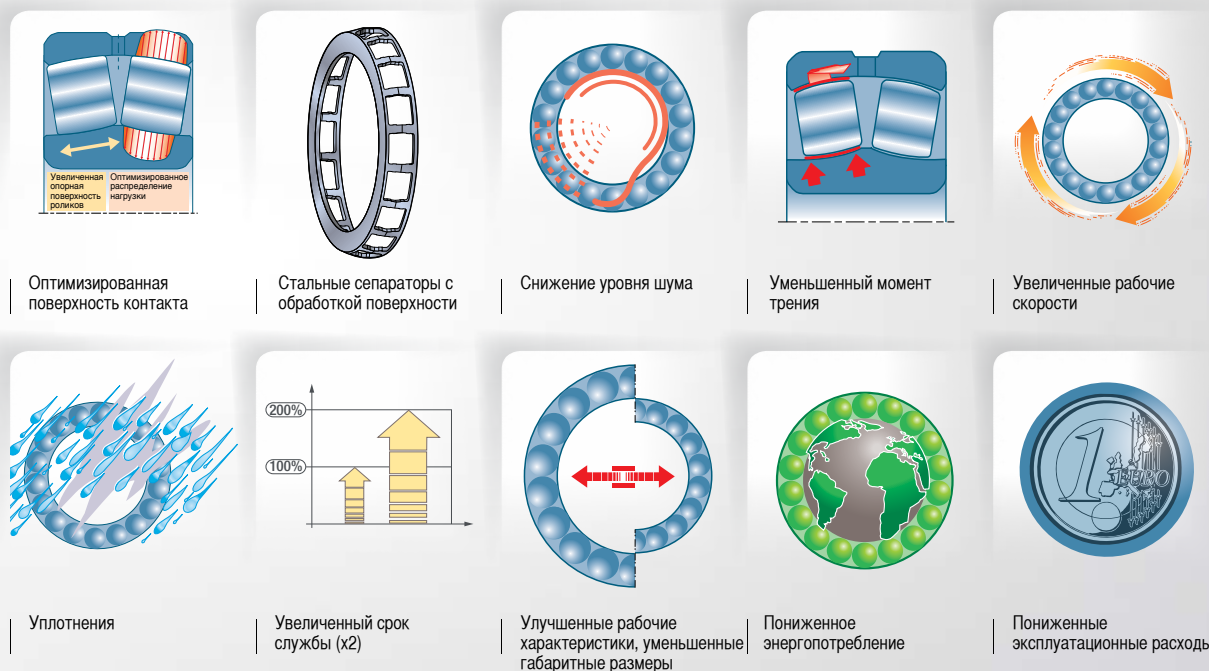 Увеличенная
опорная
поверхность
роликов
Оптимизированное
распределение
нагрузки
Оптимизированная
поверхность контакта
Стальные сепараторы с
обработкой поверхности
Снижение уровня шума
Уменьшенный момент
трения
Увеличенные рабочие
скорости
200%
100%
1
EURO
Уплотнения
Увеличенный срок
службы (x2)
Улучшенные рабочие
характеристики, уменьшенные
габаритные размеры
Пониженное
энергопотребление
Пониженные
эксплуатационные расходы